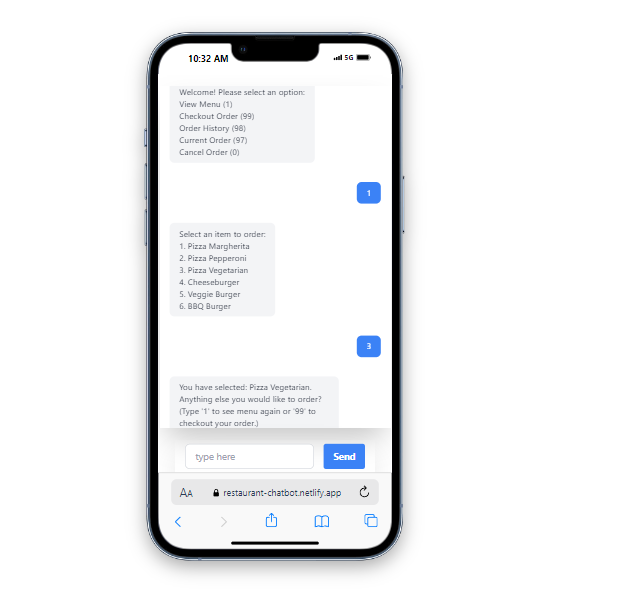 10:32 AM
5G
Welcome! Please select an option:
View Menu (1)
Checkout Order (99)
Order History (98)
Current Order (97)
Cancel Order (0)
1
Select an item to order:
1. Pizza Margherita
2. Pizza Pepperoni
3. Pizza Vegetarian
4. Cheeseburger
5. Veggie Burger
6. BBQ Burger
3
You have selected: Pizza Vegetarian.
Anything else you would like to order?
(Type '1' to see menu again or '99' to
checkout your order.)
type here
Send
AA restaurant-chatbot.netlify.app